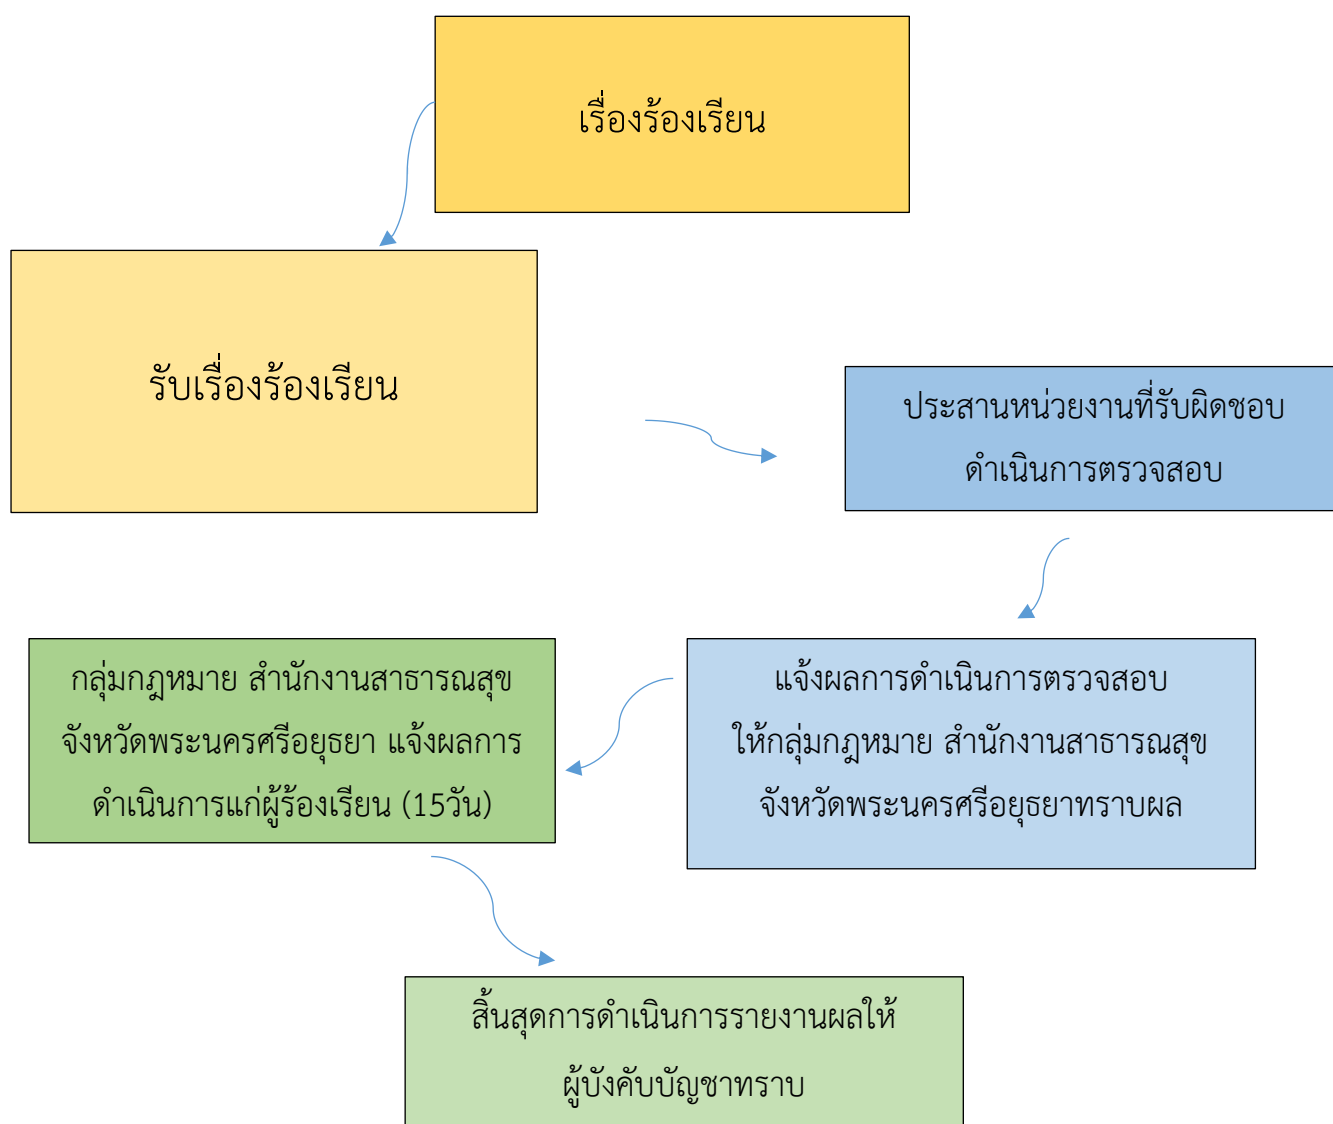 เรื่องร้องเรียน
รับเรื่องร้องเรียน
ประสานหน่วยงานที่รับผิดชอบ
ดำเนินการตรวจสอบ
แจ้งผลการดำเนินการตรวจสอบ
ให้กลุ่มกฎหมาย สำนักงานสาธารณสุข
จังหวัดพระนครศรีอยุธยาทราบผล
กลุ่มกฎหมาย สำนักงานสาธารณสุข
จังหวัดพระนครศรีอยุธยา แจ้งผลการ
ดำเนินการแก่ผู้ร้องเรียน (15วัน)
สิ้นสุดการดำเนินการรายงานผลให้
ผู้บังคับบัญชาทราบ